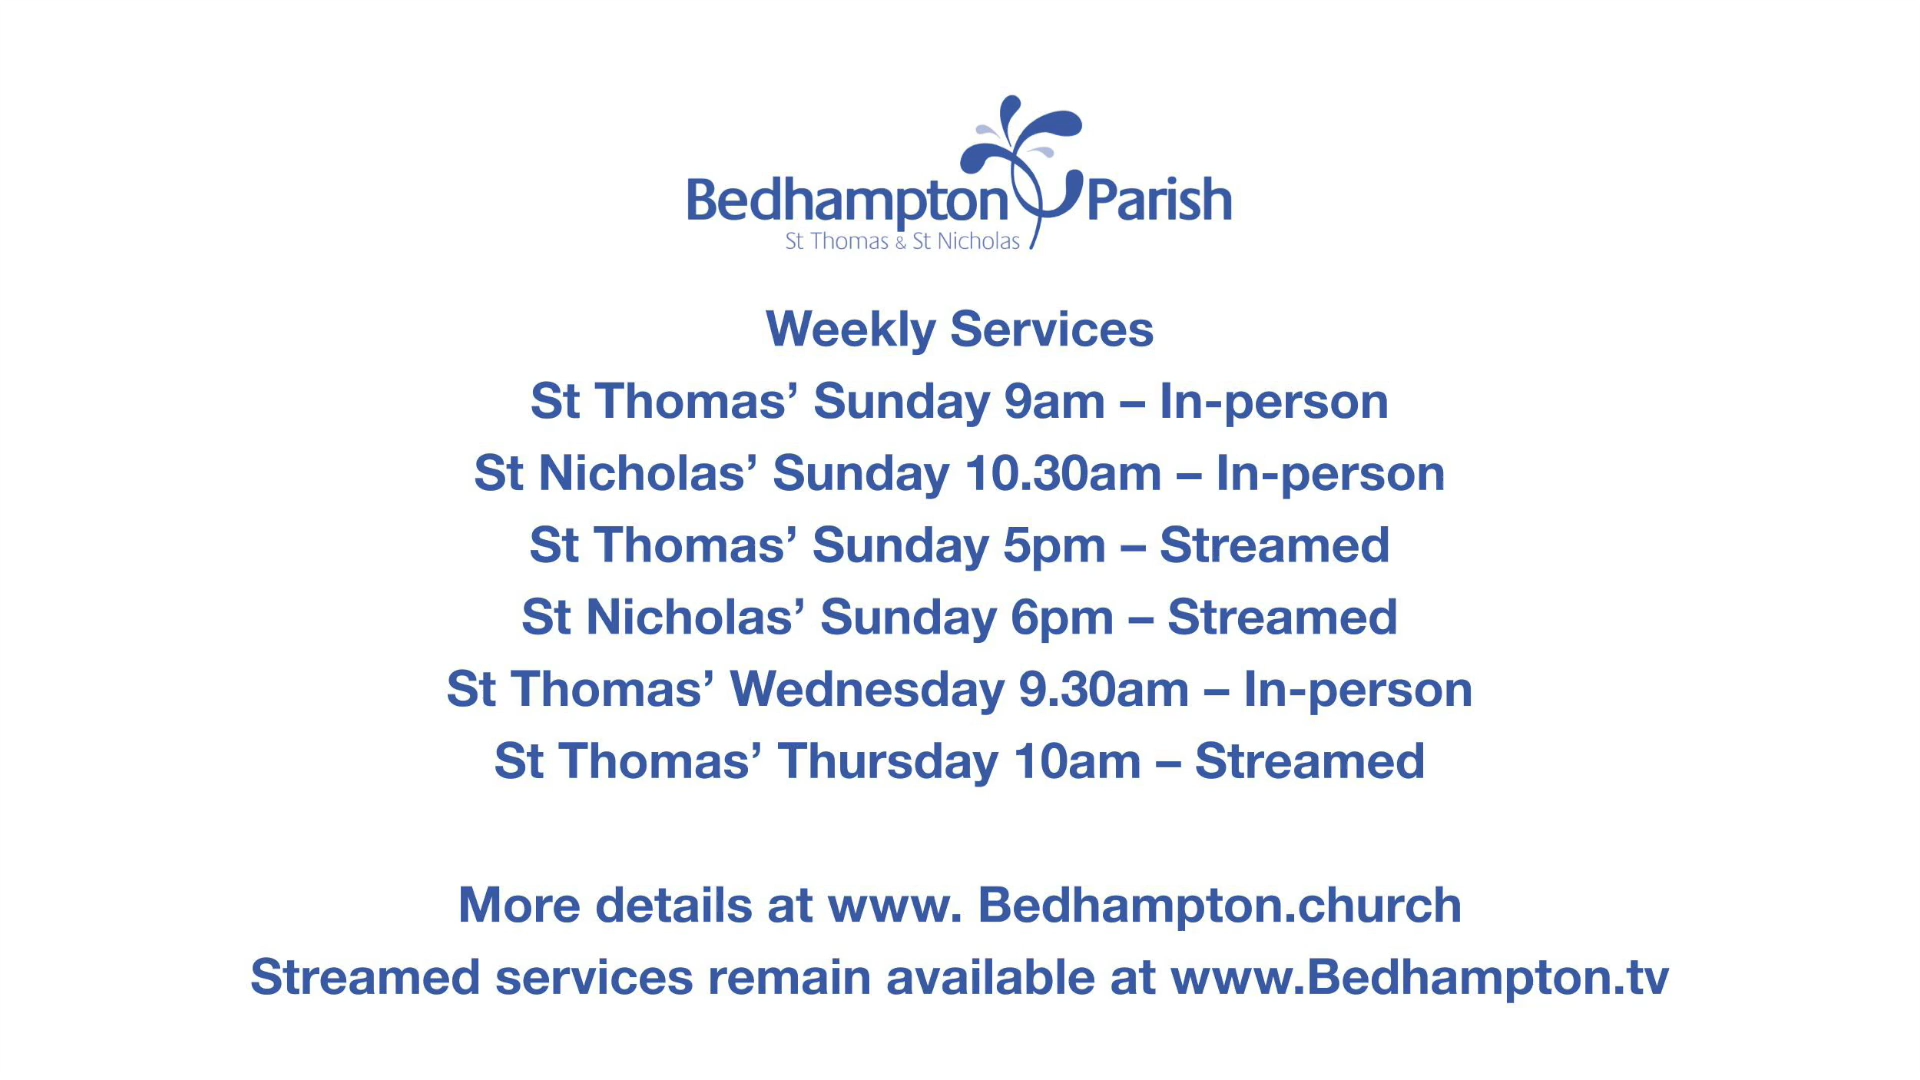 Bedhampton Parish
St Thomas & St Nicholas
Weekly Services
St Thomas’ Sunday 9am – In-person
St Nicholas’ Sunday 10.30am – In-person
St Thomas’ Sunday 5pm – Streamed
St Nicholas’ Sunday 6pm – Streamed
St Thomas’ Wednesday 9.30am – In-person
St Thomas’ Thursday 10am – Streamed
More details at www. Bedhampton.church
Streamed services remain available at www.Bedhampton.tv